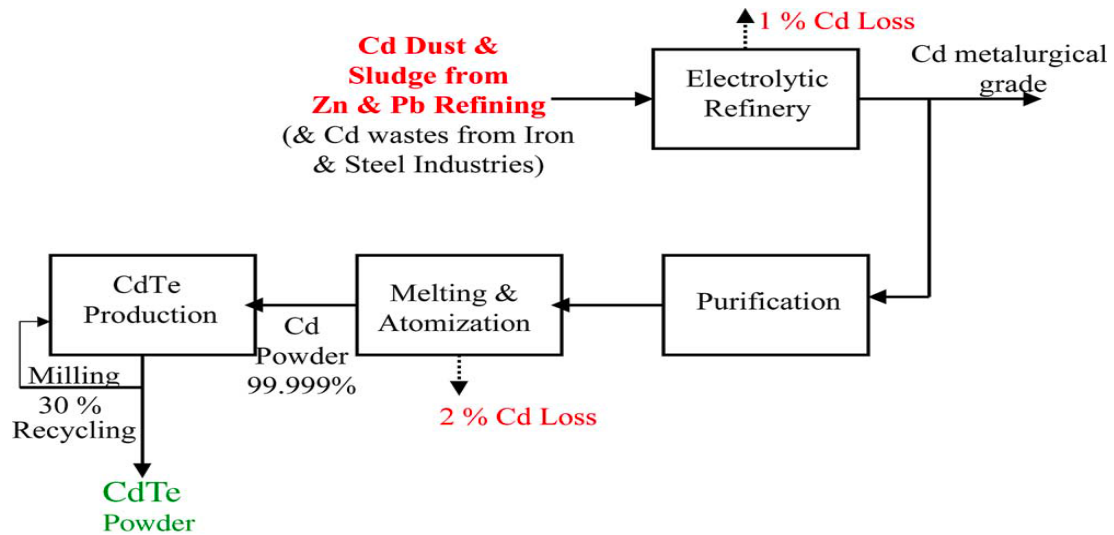 1 % Cd Loss
Cd Dust &
Sludge from
Zn & Pb Refining
(& Cd wastes from Iron
& Steel Industries)
Electrolytic
Refinery
Cd metalurgical
grade
CdTe
Production
Cd
Powder
99.999%
Melting &
Atomization
Purification
Milling
30 %
Recycling
2 % Cd Loss
CdTe
Powder